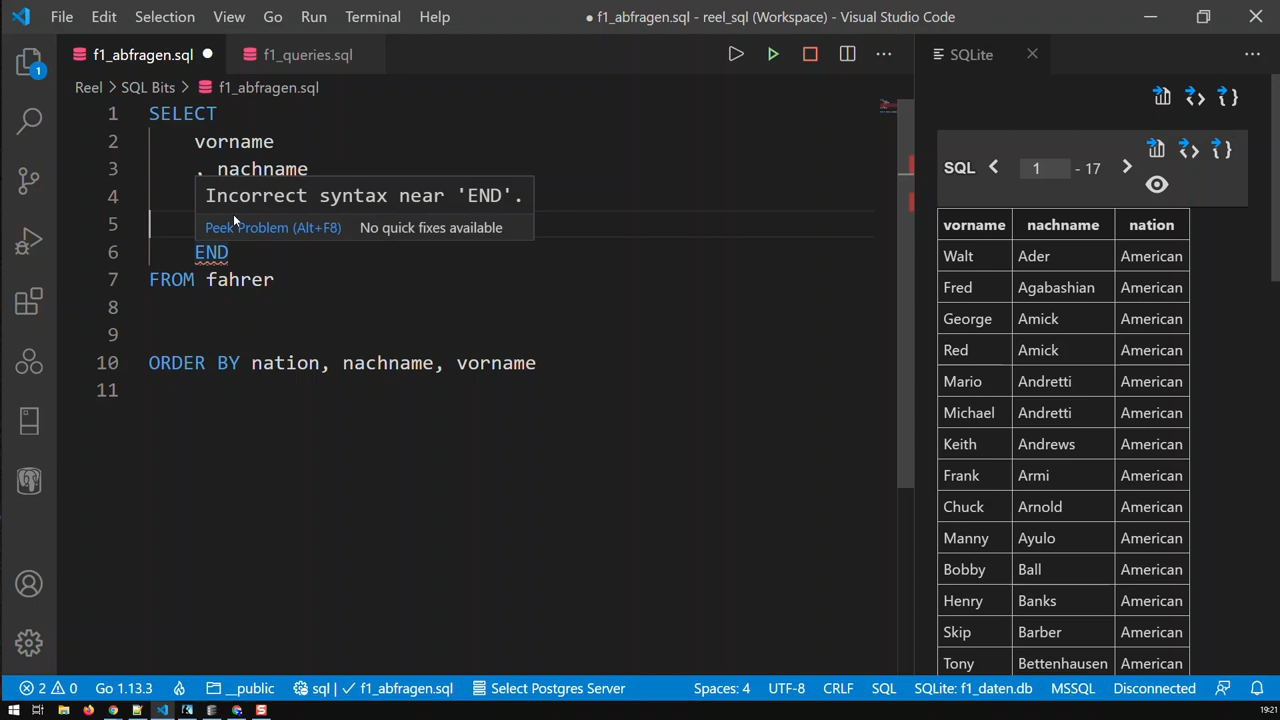 File Edit Selection View Go Run Terminal Help
● f1_abfragen.sql - reel_sql (Workspace) - Visual Studio Code
f1_abfragen.sql
f1_queries.sql
SQLite
Reel > SQL Bits > f1_abfragen.sql
1 SELECT
2 vorname
3 , nachname
4
5
6 END
7 FROM fahrer
8
9
10 ORDER BY nation, nachname, vorname
11
Incorrect syntax near 'END'.
Peek Problem (Alt+F8) No quick fixes available
1
SQL < 1 - 17 >
vorname nachname nation
Walt Ader American
Fred Agabashian American
George Amick American
Red Amick American
Mario Andretti American
Michael Andretti American
Keith Andrews American
Frank Armi American
Chuck Arnold American
Manny Ayulo American
Bobby Ball American
Henry Banks American
Skip Barber American
Tony Bettenhausen American
2 0 Go 1.13.3 __public sql | ✓ f1_abfragen.sql Select Postgres Server Spaces: 4 UTF-8 CRLF SQL SQLite: f1_daten.db MSSQL Disconnected
19:21